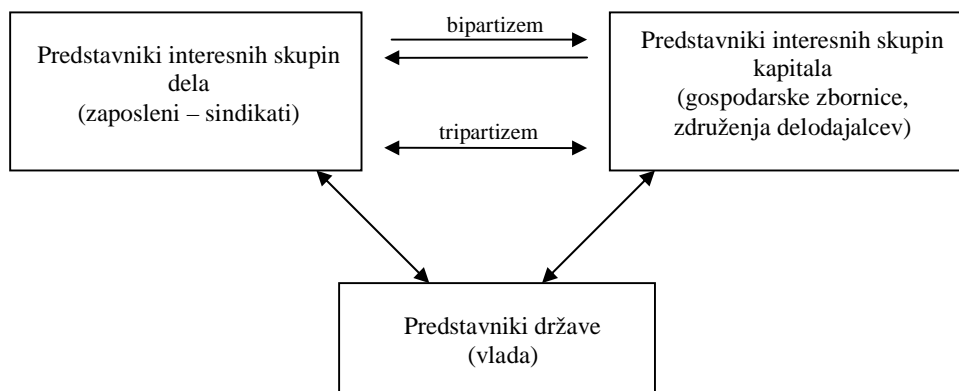 Predstavniki interesnih skupin
dela
(zaposleni – sindikati)
bipartizem
tripartizem
Predstavniki interesnih skupin
kapitala
(gospodarske zbornice,
združenja delodajalcev)
Predstavniki države
(vlada)